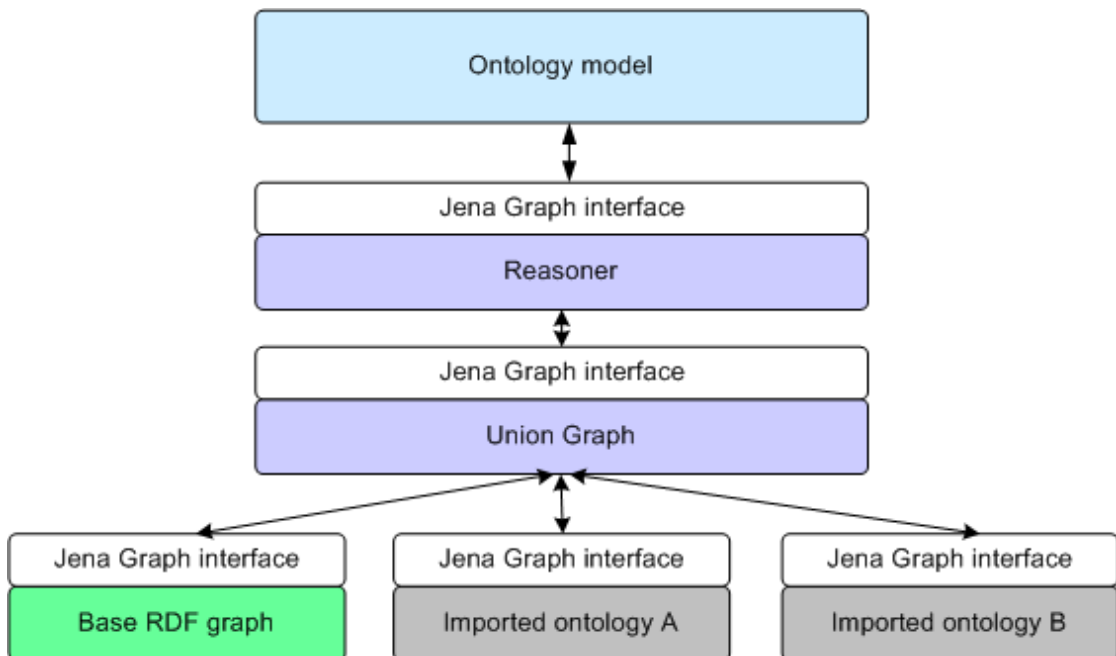 Ontology model
Jena Graph interface
Reasoner
Jena Graph interface
Union Graph
Jena Graph interface
Jena Graph interface
Jena Graph interface
Base RDF graph
Imported ontology A
Imported ontology B